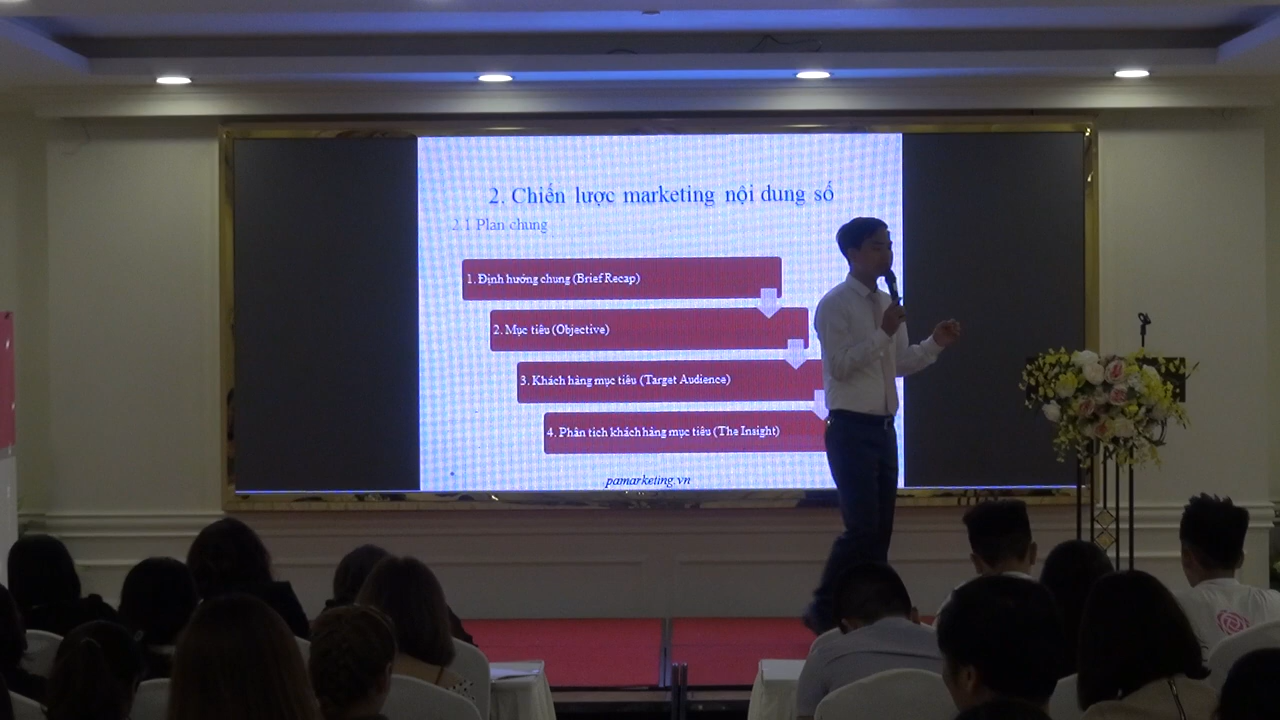 2. Chiến lược marketing nội dung số
2.1 Plan chung
1. Định hướng chung (Brief Recap)
2. Mục tiêu (Objective)
3. Khách hàng mục tiêu (Target Audience)
4. Phân tích khách hàng mục tiêu (The Insight)
pamarketing.vn